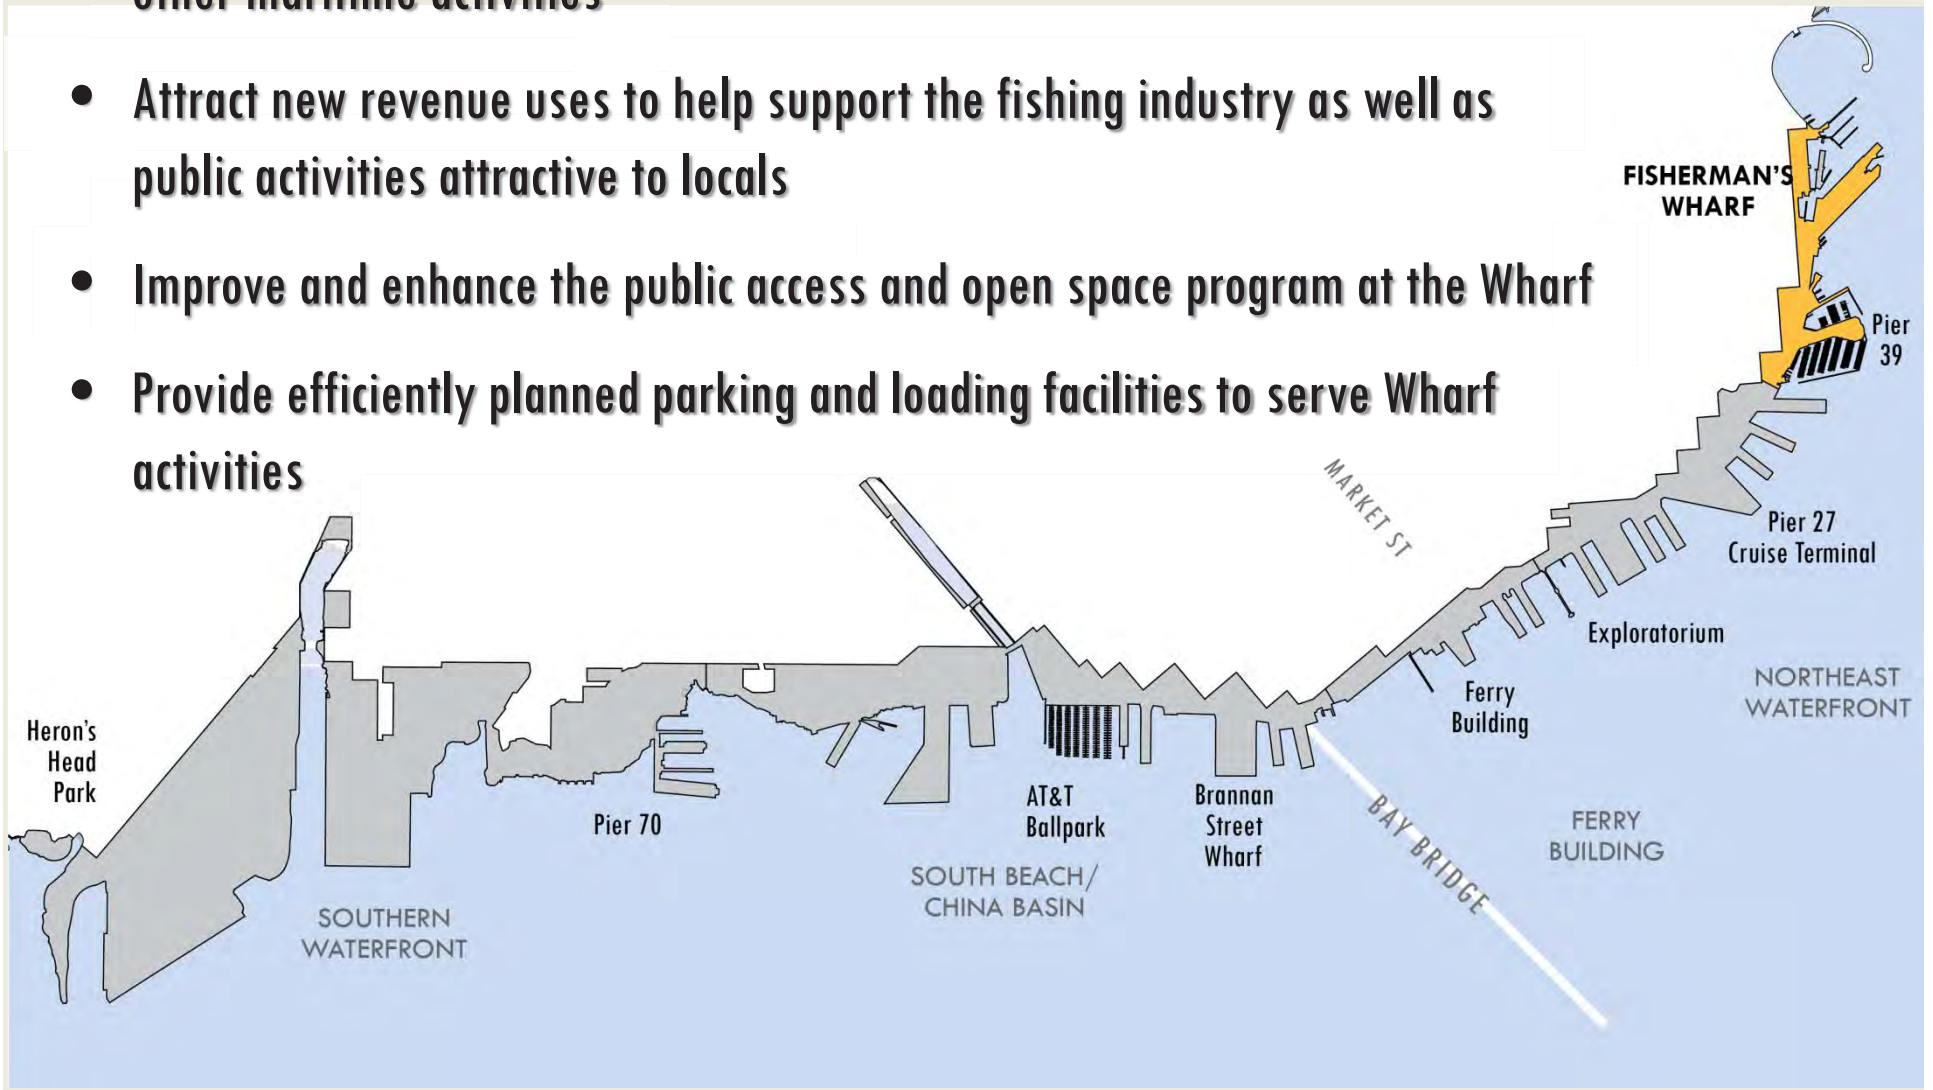 other maritime activities
• Attract new revenue uses to help support the fishing industry as well as
public activities attractive to locals
• Improve and enhance the public access and open space program at the Wharf
• Provide efficiently planned parking and loading facilities to serve Wharf
activities
FISHERMAN'S
WHARF
Pier
39
MARKET ST
Pier 27
Cruise Terminal
Exploratorium
NORTHEAST
WATERFRONT
Ferry
Building
Heron's
Head
Park
Pier 70
AT&T
Ballpark
Brannan
Street
Wharf
BAY BRIDGE
FERRY
BUILDING
SOUTH BEACH/
CHINA BASIN
SOUTHERN
WATERFRONT